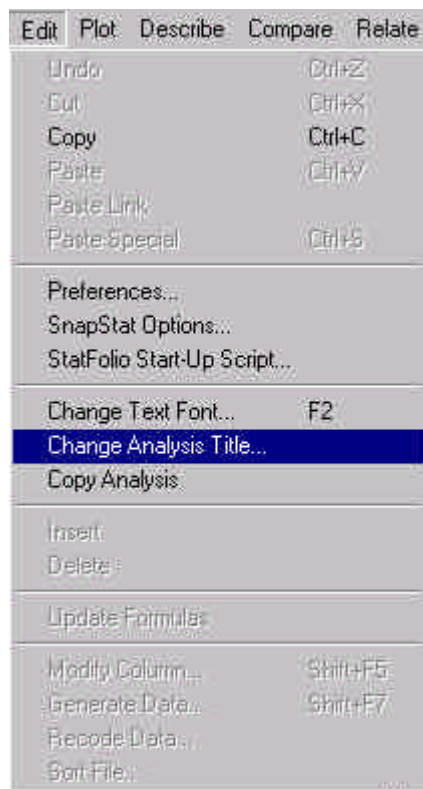 Edit Plot Describe Compare Relate
Undo Ctrl+Z
Cut Ctrl+X
Copy Ctrl+C
Paste Ctrl+V
Paste Link
Paste Special Ctrl+S
Preferences...
SnapStat Options...
StatFolio Start-Up Script...
Change Text Font... F2
Change Analysis Title...
Copy Analysis
Insert
Delete
Update Formulas
Modify Column... Shift+F5
Generate Data... Shift+F7
Recode Data...
Sort File...